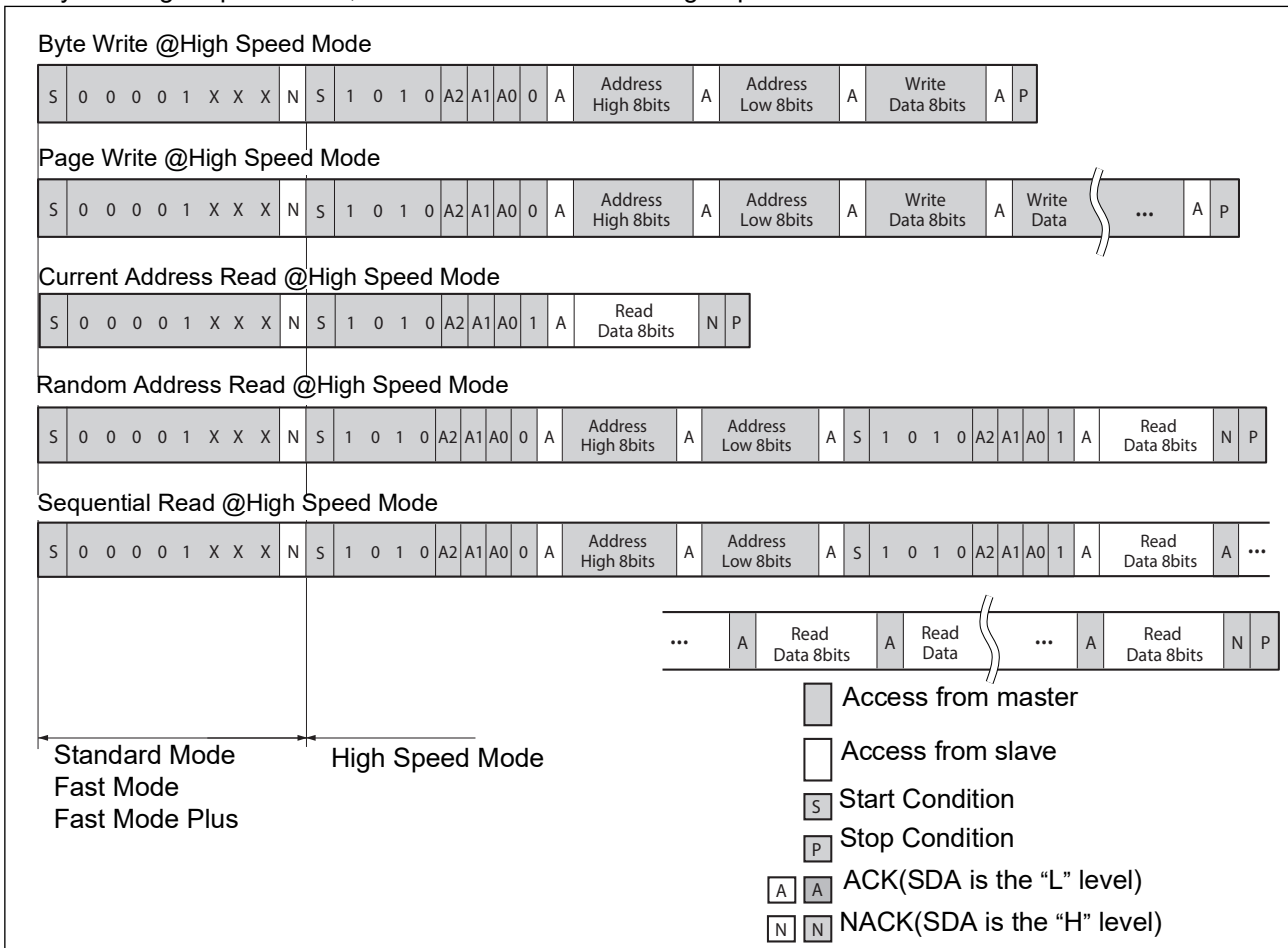 Byte Write @High Speed Mode
S 0 0 0 0 1 X X X N S 1 0 1 0 A2 A1 A0 0 A Address High 8bits A Address Low 8bits A Write Data 8bits A P
Page Write @High Speed Mode
S 0 0 0 0 1 X X X N S 1 0 1 0 A2 A1 A0 0 A Address High 8bits A Address Low 8bits A Write Data 8bits A Write Data ... A P
Current Address Read @High Speed Mode
S 0 0 0 0 1 X X X N S 1 0 1 0 A2 A1 A0 1 A Read Data 8bits N P
Random Address Read @High Speed Mode
S 0 0 0 0 1 X X X N S 1 0 1 0 A2 A1 A0 0 A Address High 8bits A Address Low 8bits A S 1 0 1 0 A2 A1 A0 1 A Read Data 8bits N P
Sequential Read @High Speed Mode
S 0 0 0 0 1 X X X N S 1 0 1 0 A2 A1 A0 0 A Address High 8bits A Address Low 8bits A S 1 0 1 0 A2 A1 A0 1 A Read Data 8bits A ...
... A Read Data 8bits A Read Data ... A Read Data 8bits N P
Standard Mode
Fast Mode
Fast Mode Plus
High Speed Mode
Access from master
Access from slave
S Start Condition
P Stop Condition
A A ACK(SDA is the “L” level)
N N NACK(SDA is the “H” level)